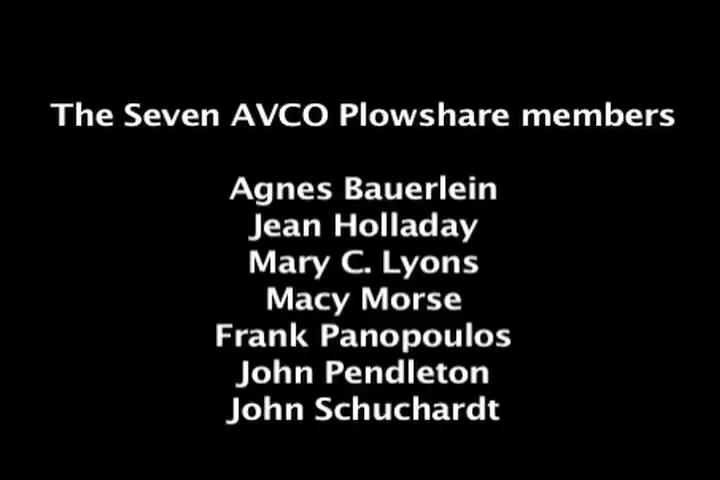 The Seven AVCO Plowshare members
Agnes Bauerlein
Jean Holladay
Mary C. Lyons
Macy Morse
Frank Panopoulos
John Pendleton
John Schuchardt